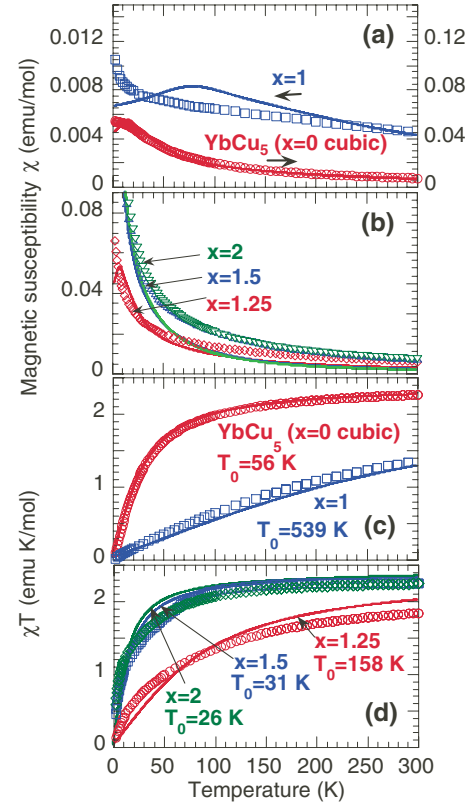 0.012
0.12
(a)
x=1
0.008
0.08
YbCu5 (x=0 cubic)
0.004
0.04
0
0
Magnetic susceptibility χ (emu/mol)
0.08
(b)
x=2
x=1.5
0.04
x=1.25
0
2
YbCu5 (x=0 cubic)
T0=56 K
1
x=1
T0=539 K
(c)
0
χT (emu K/mol)
2
x=1.25
T0=158 K
x=1.5
T0=31 K
1
x=2
T0=26 K
(d)
0
0 50 100 150 200 250 300
Temperature (K)